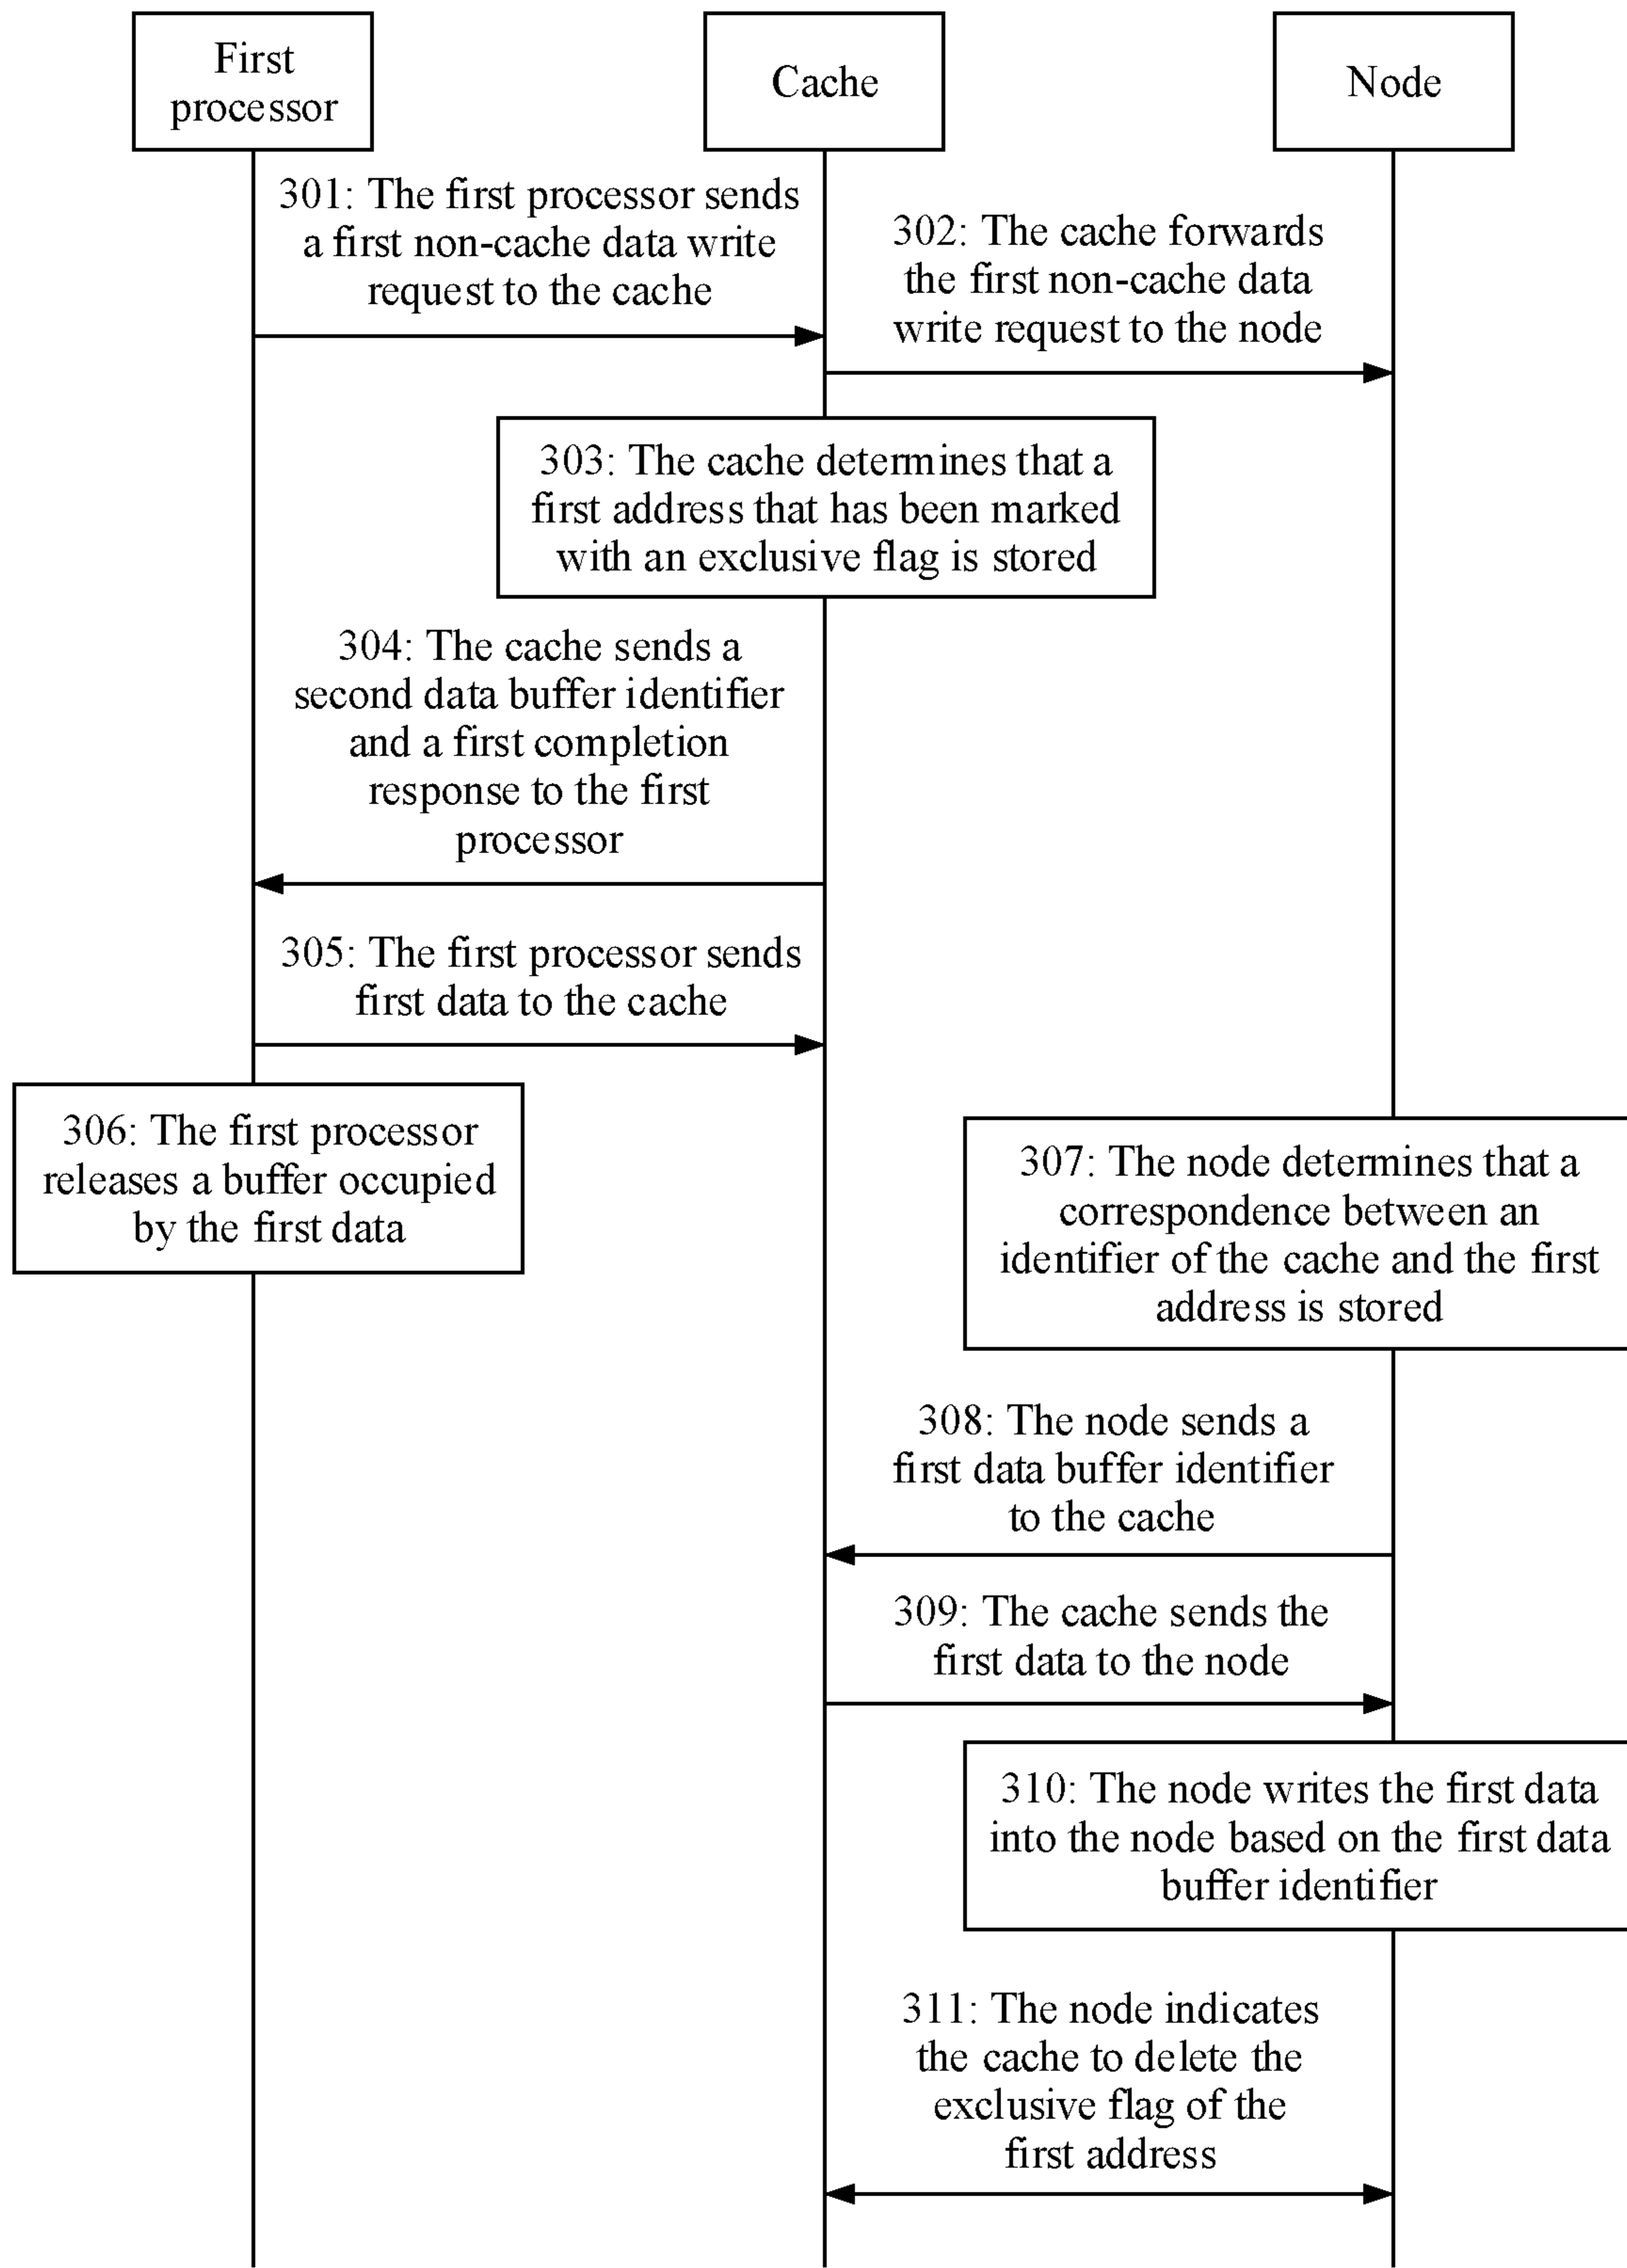 First
processor
Cache
Node
301: The first processor sends
a first non-cache data write
request to the cache
302: The cache forwards
the first non-cache data
write request to the node
303: The cache determines that a
first address that has been marked
with an exclusive flag is stored
304: The cache sends a
second data buffer identifier
and a first completion
response to the first
processor
305: The first processor sends
first data to the cache
306: The first processor
releases a buffer occupied
by the first data
307: The node determines that a
correspondence between an
identifier of the cache and the first
address is stored
308: The node sends a
first data buffer identifier
to the cache
309: The cache sends the
first data to the node
310: The node writes the first data
into the node based on the first data
buffer identifier
311: The node indicates
the cache to delete the
exclusive flag of the
first address